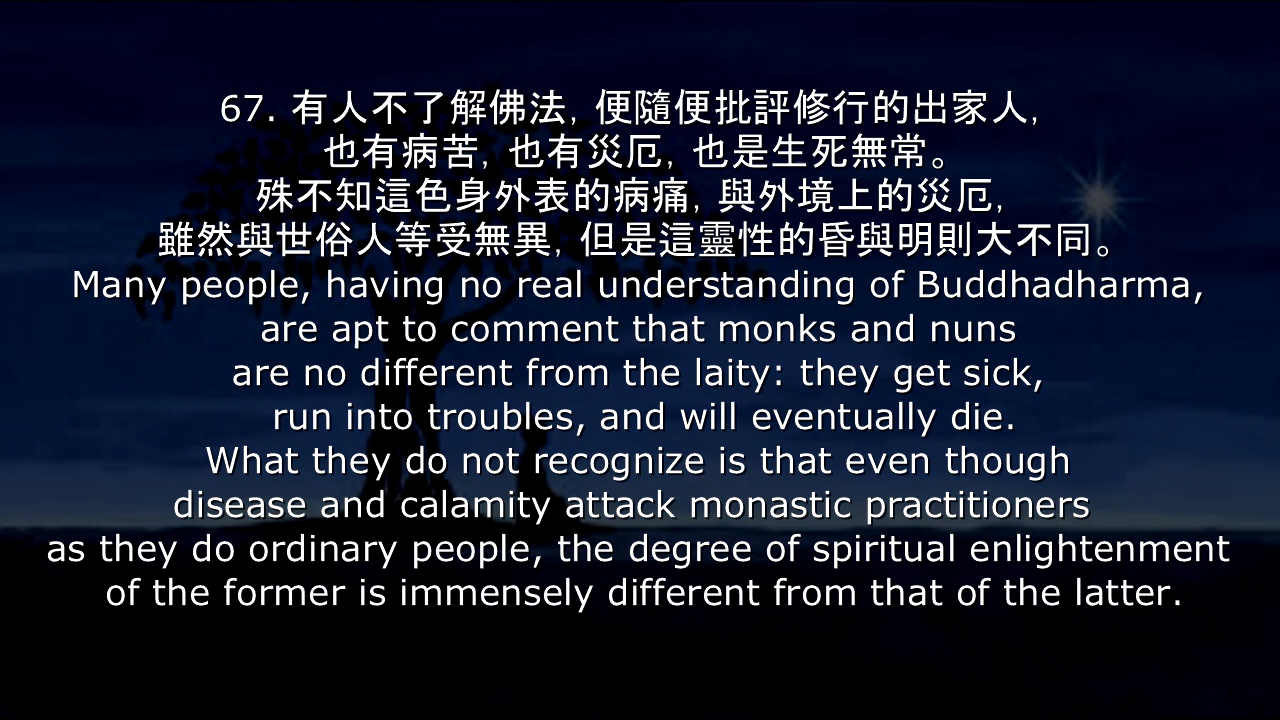 67. 有人不了解佛法, 便隨便批評修行的出家人,
也有病苦, 也有災厄, 也是生死無常。
殊不知這色身外表的病痛, 與外境上的災厄,
雖然與世俗人等受無異, 但是這靈性的昏與明則大不同。
Many people, having no real understanding of Buddhadharma,
are apt to comment that monks and nuns
are no different from the laity: they get sick,
run into troubles, and will eventually die.
What they do not recognize is that even though
disease and calamity attack monastic practitioners
as they do ordinary people, the degree of spiritual enlightenment
of the former is immensely different from that of the latter.